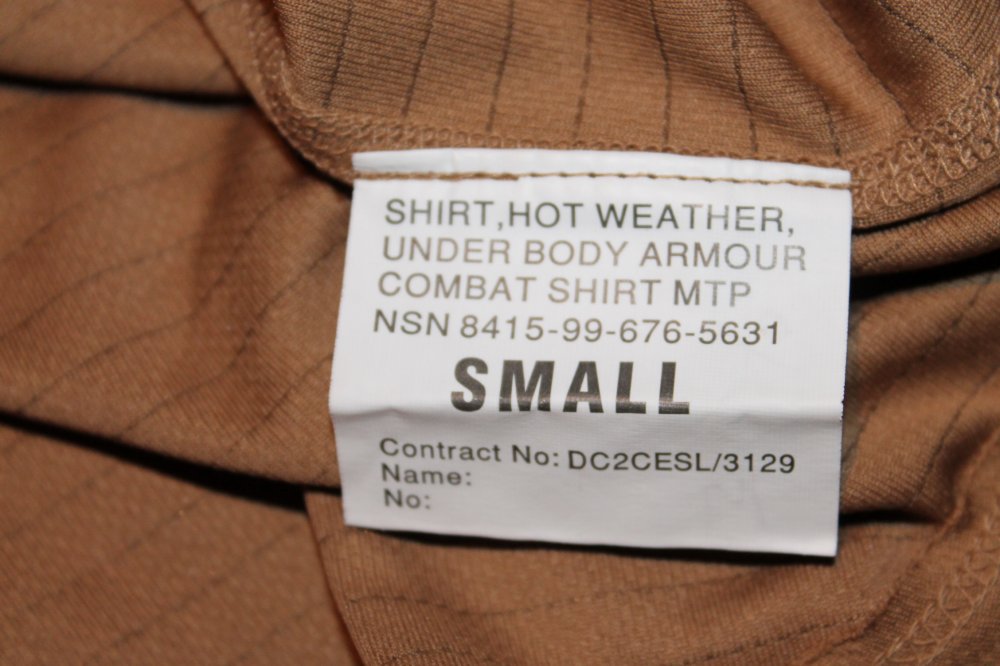 SHIRT,HOT WEATHER,
UNDER BODY ARMOUR
COMBAT SHIRT MTP
NSN 8415-99-676-5631
SMALL
Contract No: DC2CESL/3129
Name:
No: